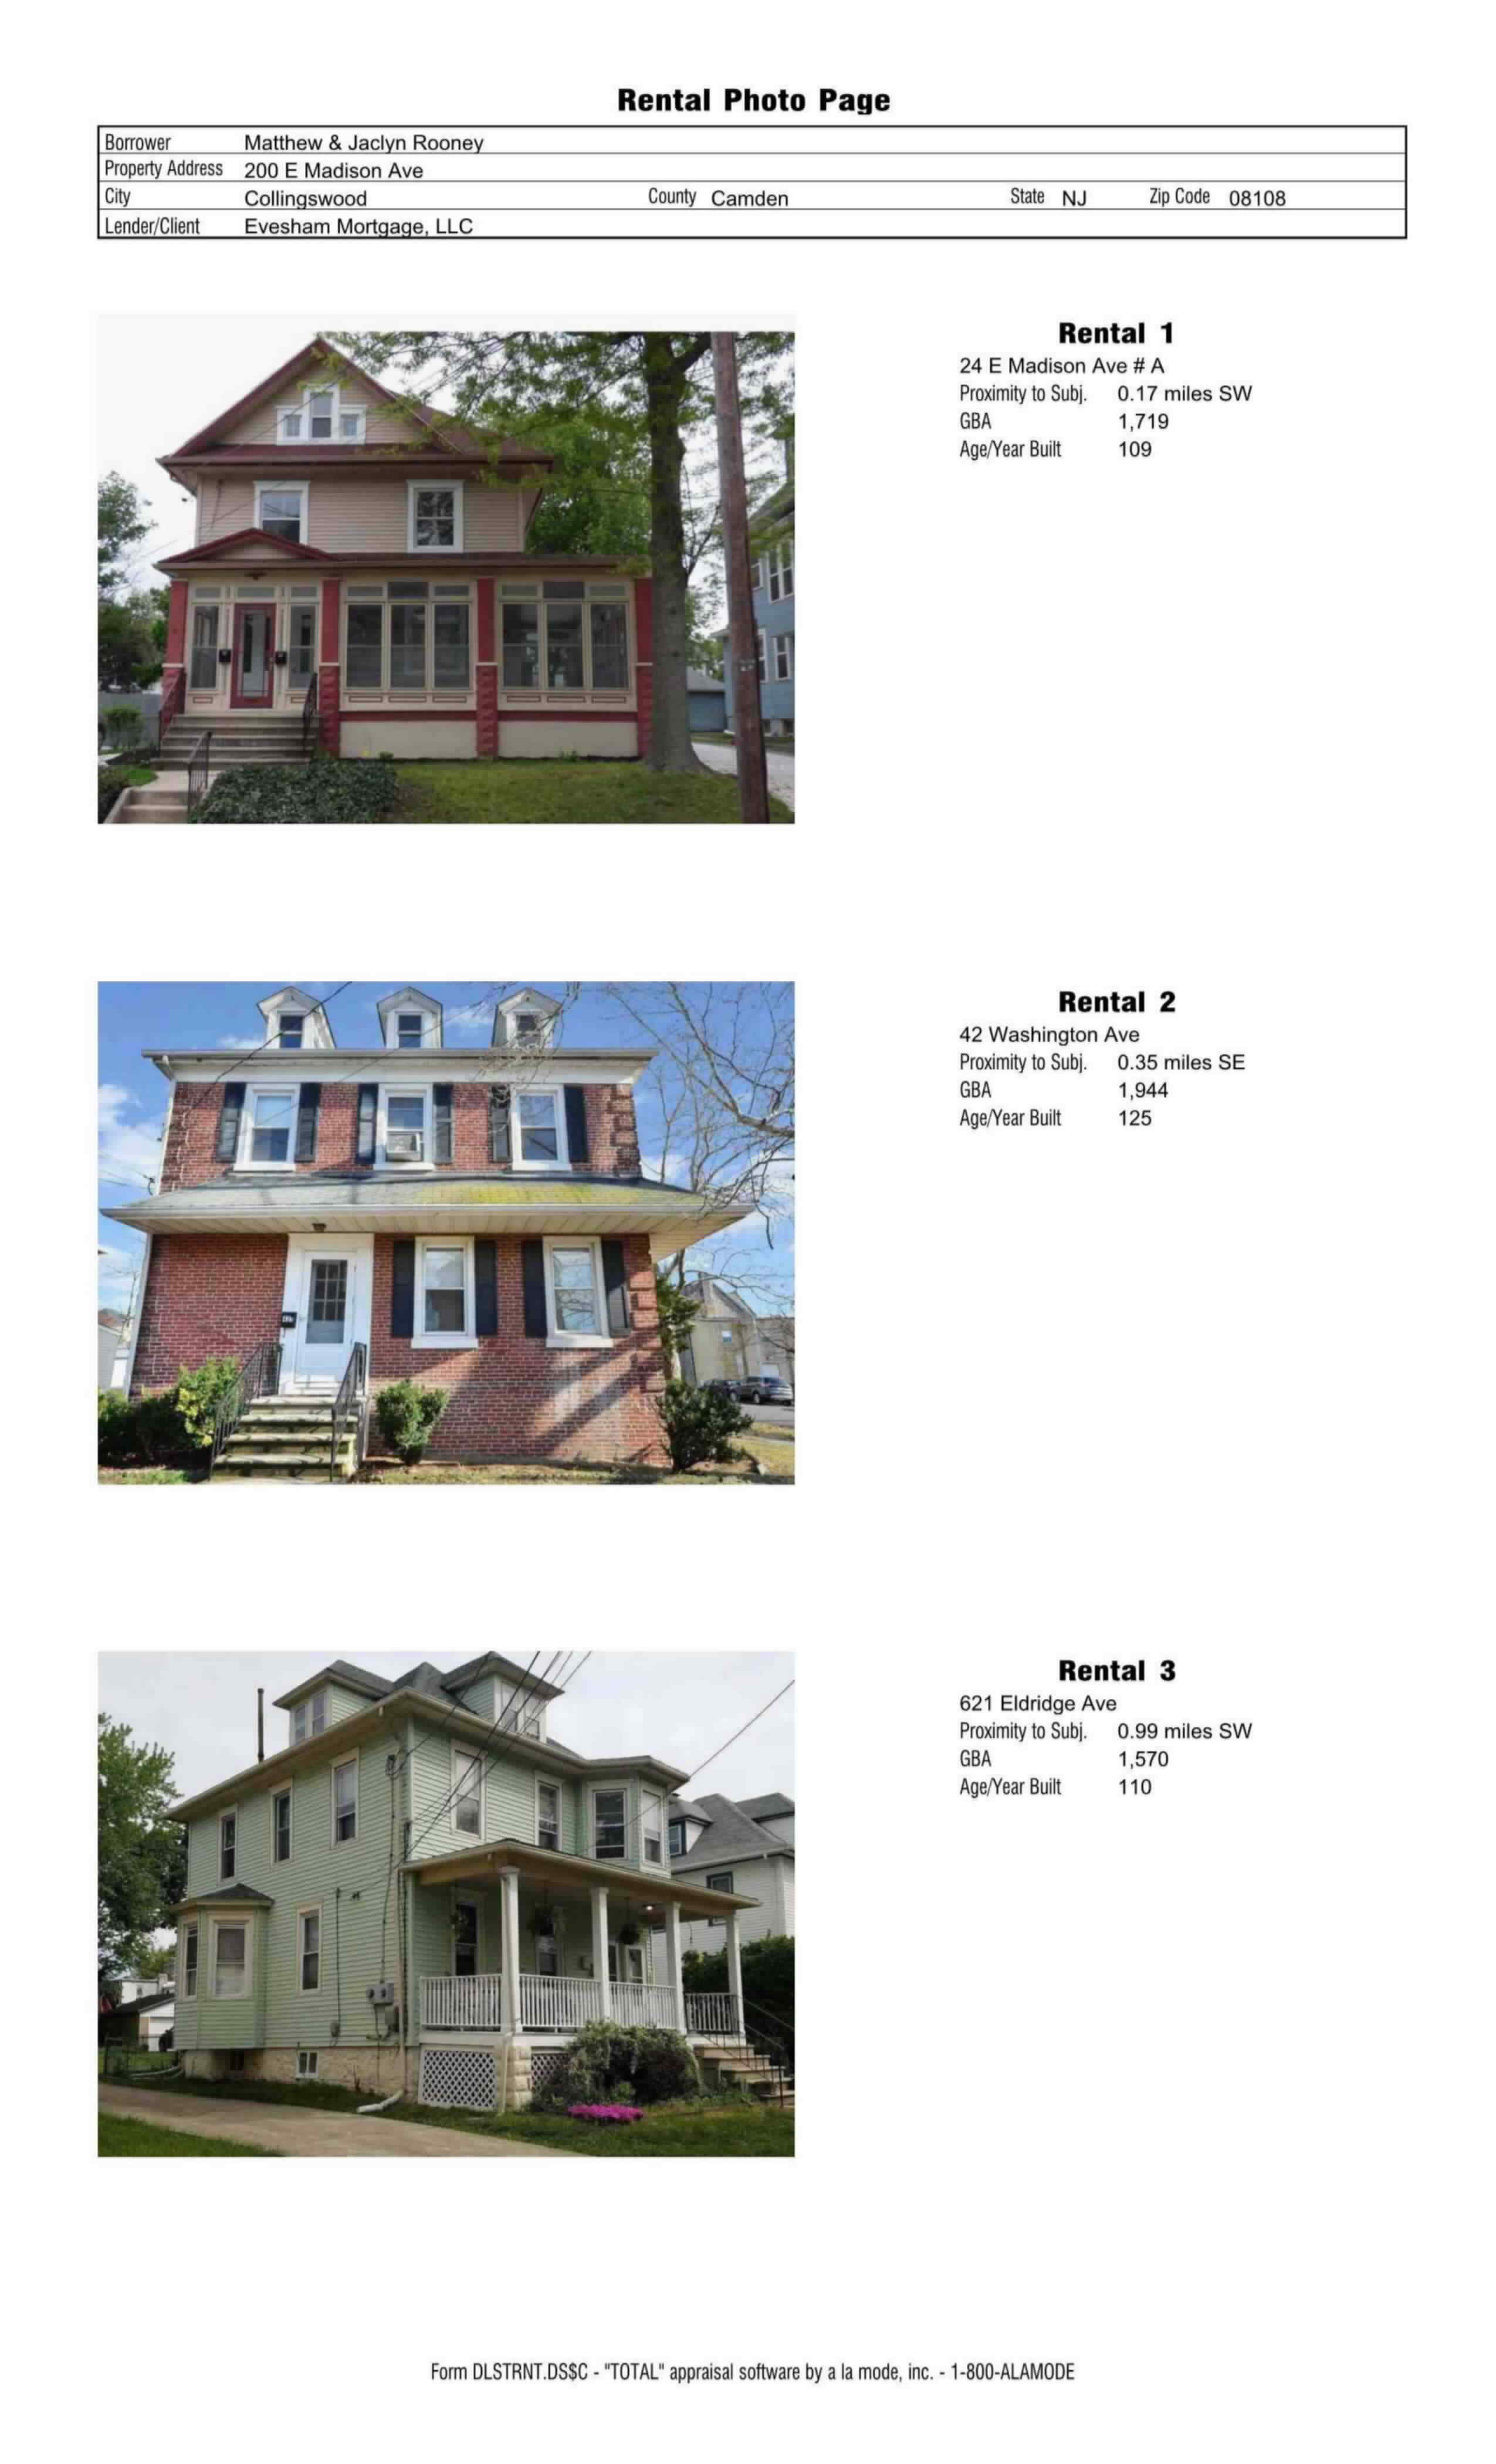 Rental Photo Page
Borrower Matthew & Jaclyn Rooney
Property Address 200 E Madison Ave
City Collingswood County Camden State NJ Zip Code 08108
Lender/Client Evesham Mortgage, LLC
Rental 1
24 E Madison Ave # A
Proximity to Subj. 0.17 miles SW
GBA 1,719
Age/Year Built 109
Rental 2
42 Washington Ave
Proximity to Subj. 0.35 miles SE
GBA 1,944
Age/Year Built 125
Rental 3
621 Eldridge Ave
Proximity to Subj. 0.99 miles SW
GBA 1,570
Age/Year Built 110
Form DLSTRNT.DS$C - "TOTAL" appraisal software by a la mode, inc. - 1-800-ALAMODE